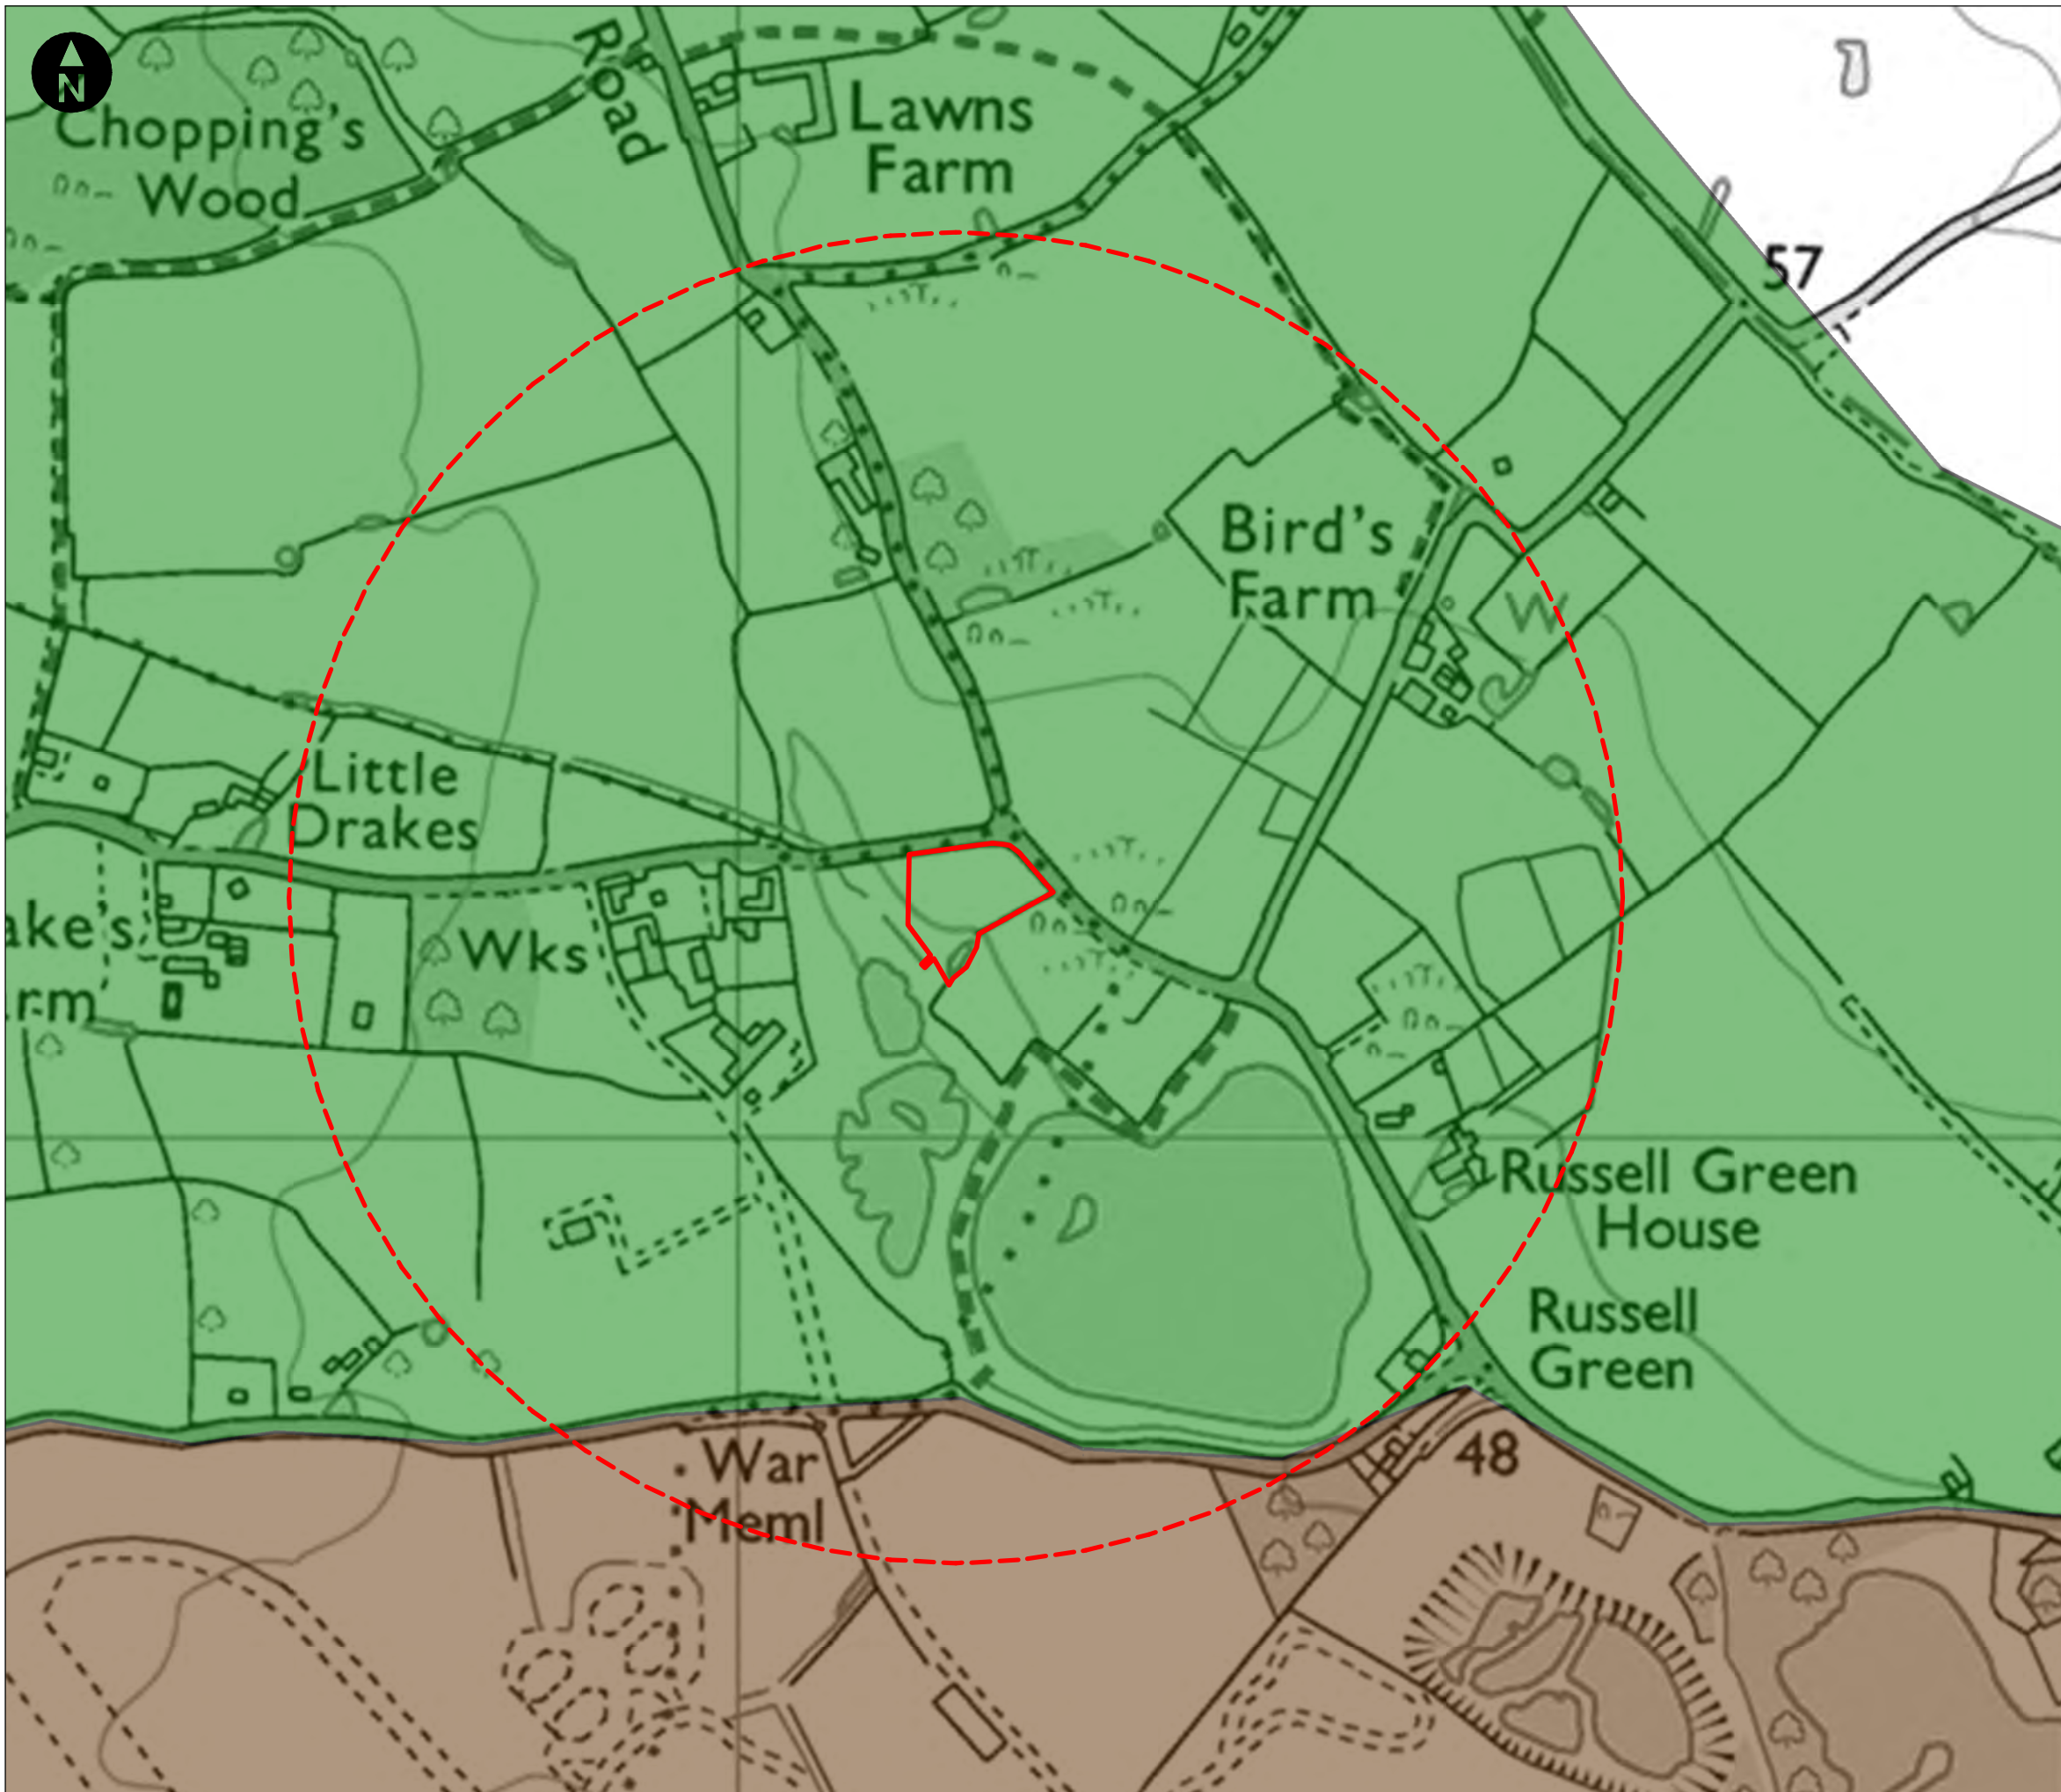 N
Road
Chopping's
Wood
Lawns
Farm
57
Bird's
Farm
W
Little
Drakes
ake's
rm
Wks
Russell Green
House
Russell
Green
War
Meml
48